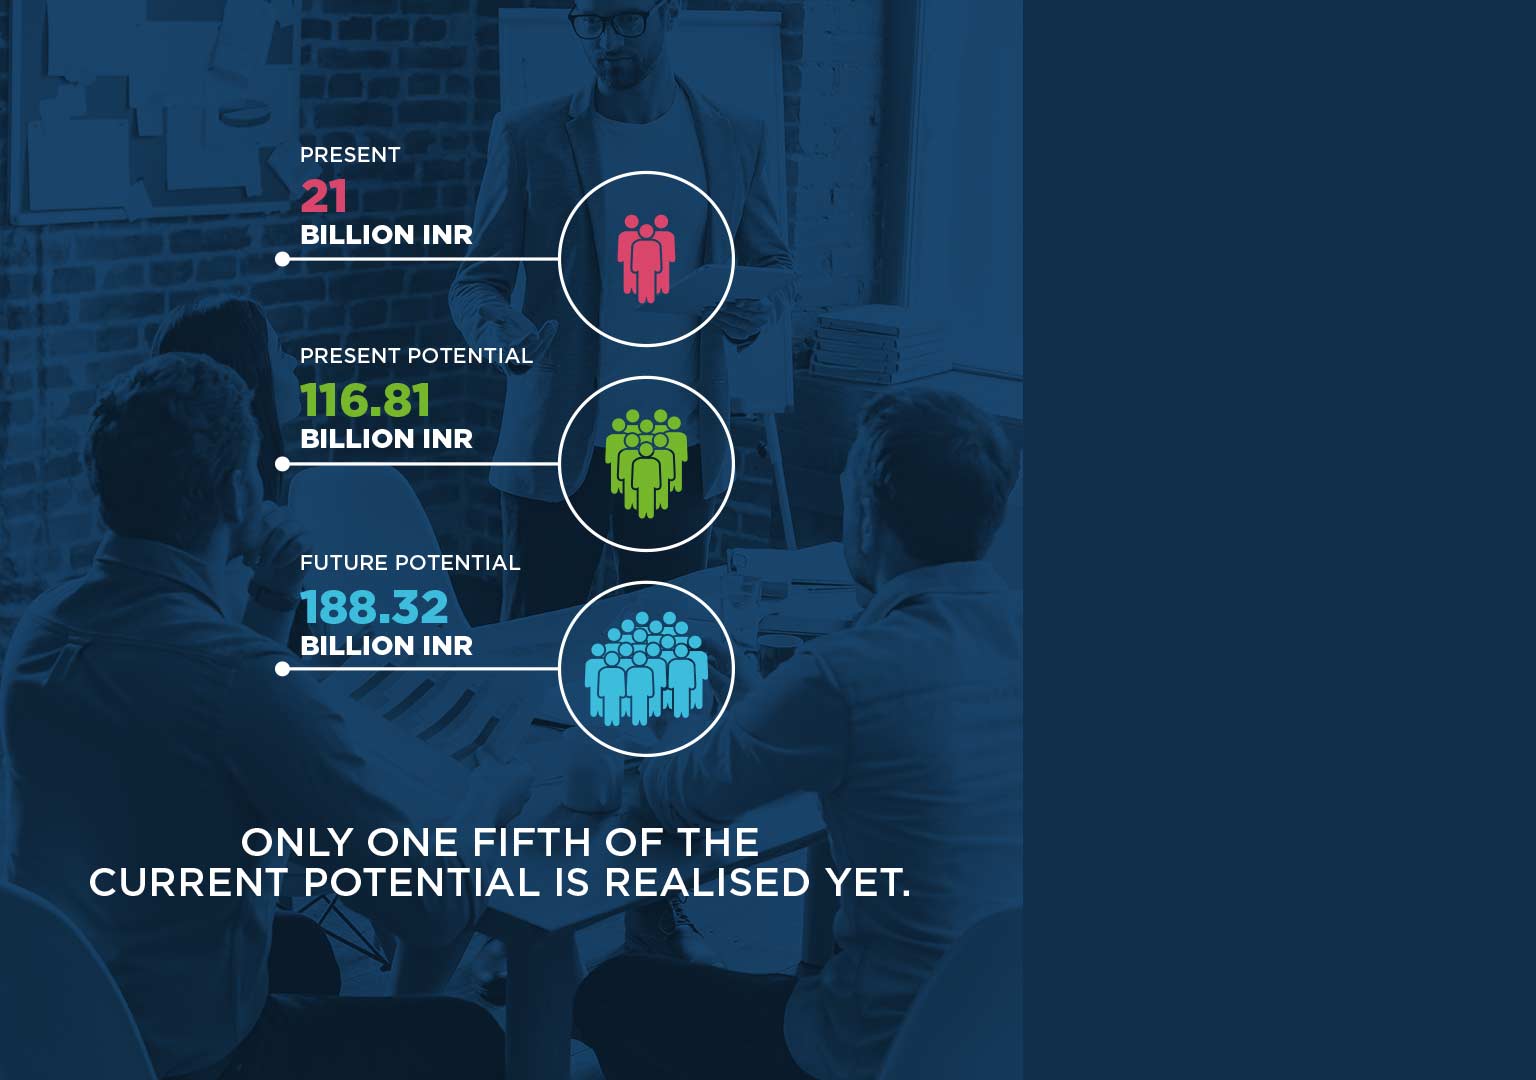 PRESENT
21
BILLION INR
PRESENT POTENTIAL
116.81
BILLION INR
FUTURE POTENTIAL
188.32
BILLION INR
ONLY ONE FIFTH OF THE
CURRENT POTENTIAL IS REALISED YET.